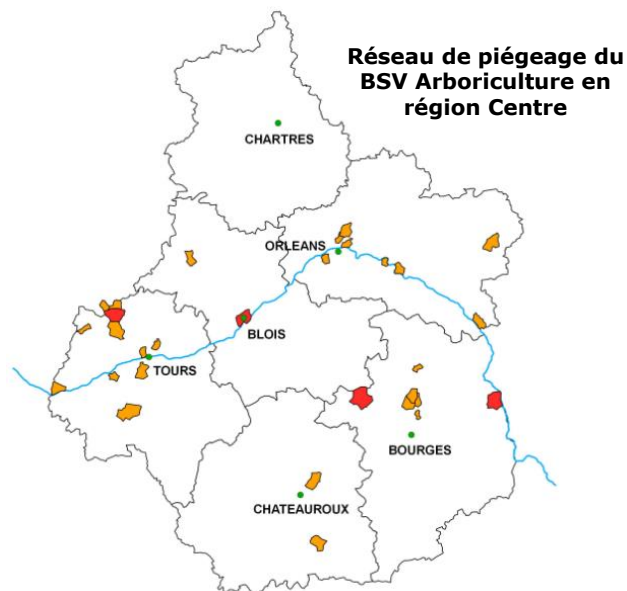 Réseau de piégeage du
BSV Arboriculture en
région Centre
CHARTRES
ORLEANS
BLOIS
TOURS
BOURGES
CHATEAUROUX